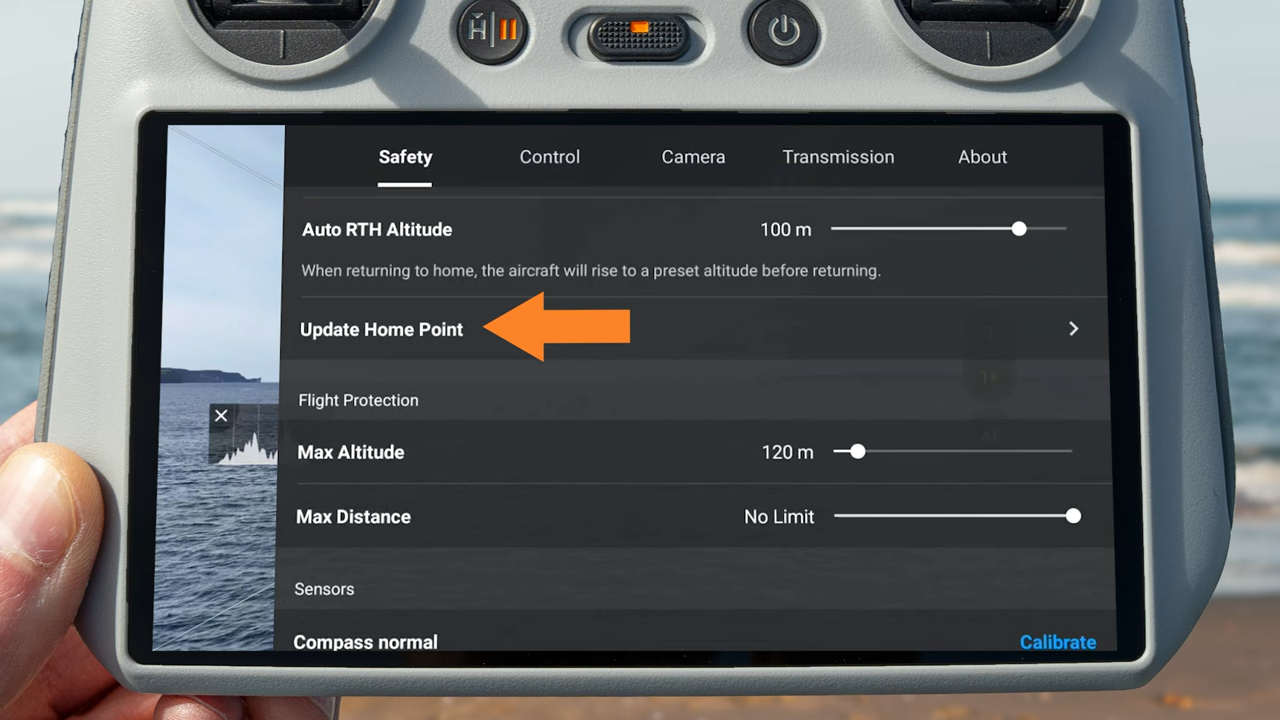 Safety Control Camera Transmission About
Auto RTH Altitude 100 m
When returning to home, the aircraft will rise to a preset altitude before returning.
Update Home Point
Flight Protection
Max Altitude 120 m
Max Distance No Limit
Sensors
Compass normal Calibrate